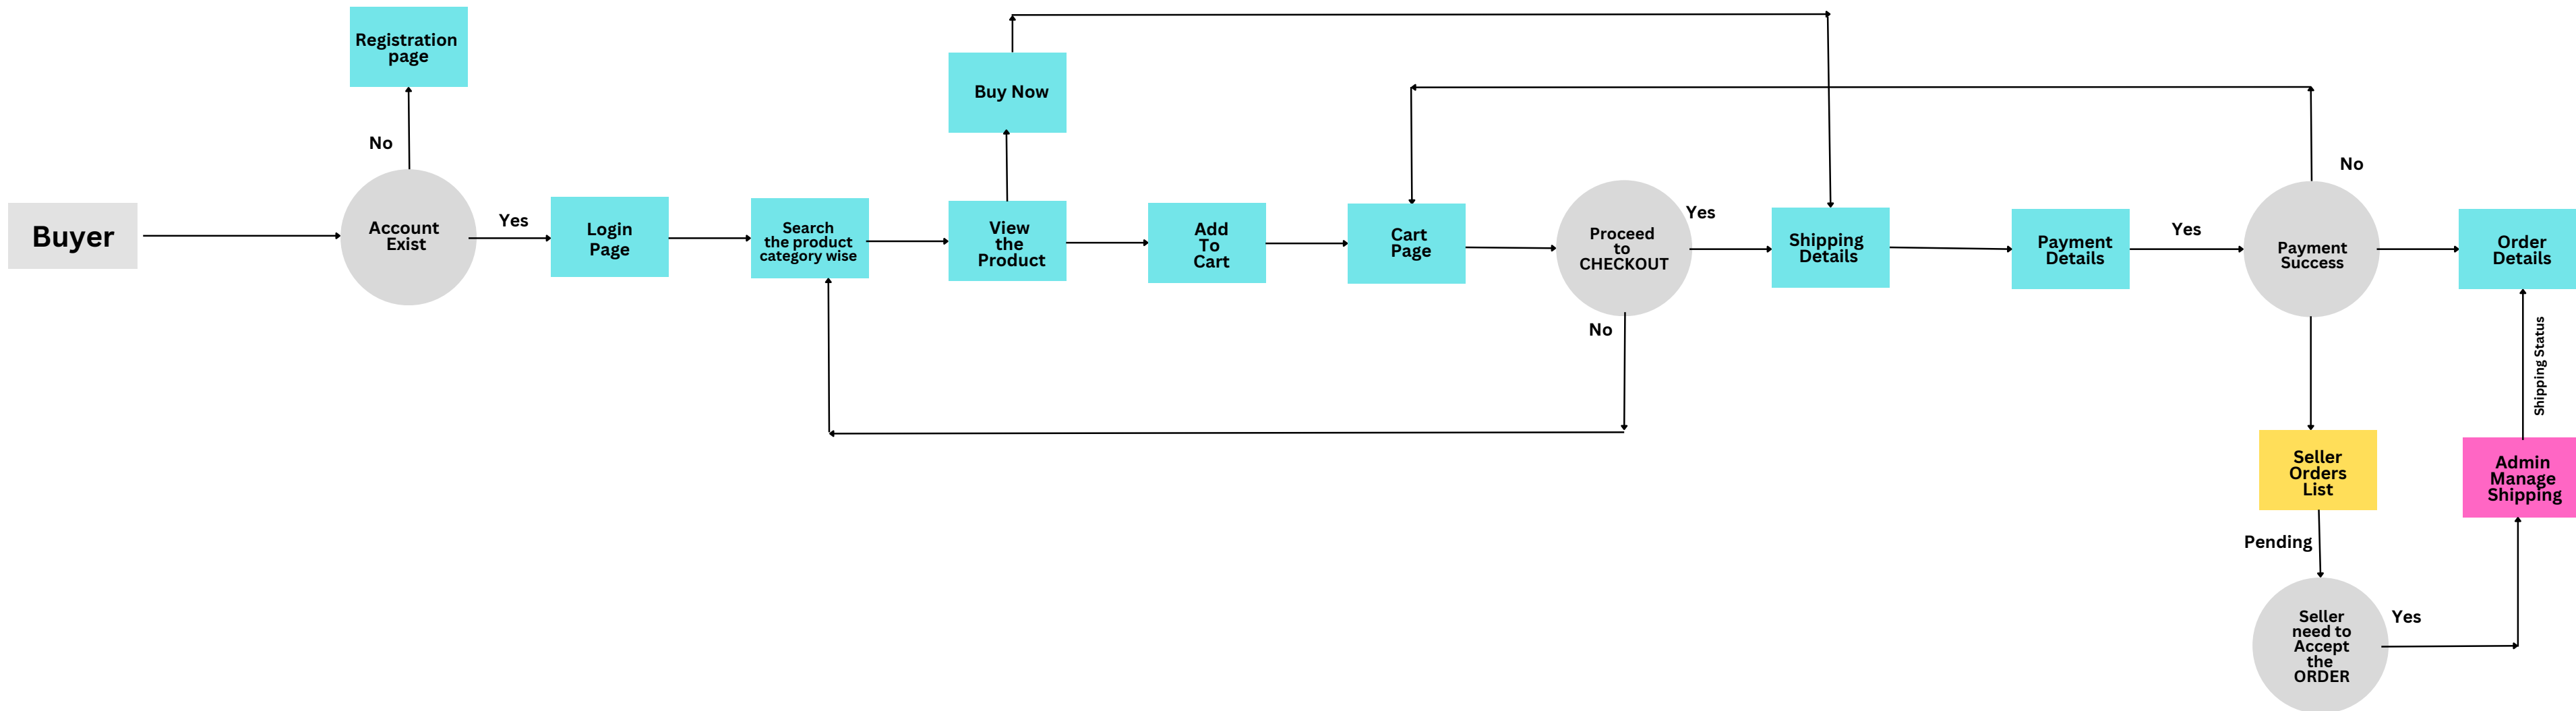 Registration
page
No
Buyer
Account
Exist
Yes
Login
Page
Search
the product
category wise
Buy Now
View
the
Product
Add
To
Cart
Cart
Page
Proceed
to
CHECKOUT
Yes
No
Shipping
Details
Payment
Details
Yes
Payment
Success
No
Order
Details
Shipping Status
Seller
Orders
List
Admin
Manage
Shipping
Pending
Seller
need to
Accept
the
ORDER
Yes